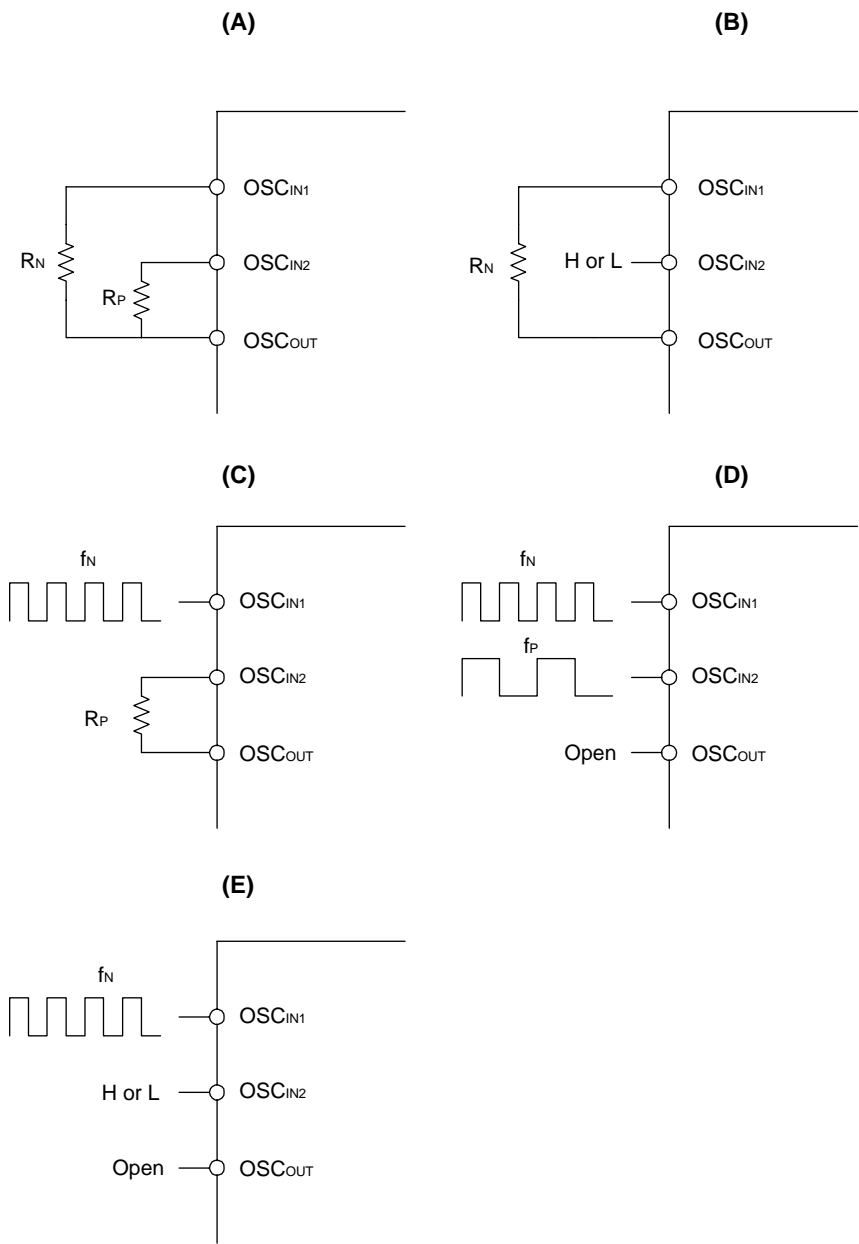 (A)
OSCIN1
OSCIN2
OSCOUT
RN
RP
(B)
OSCIN1
H or L
OSCIN2
OSCOUT
RN
(C)
fN
OSCIN1
OSCIN2
RP
OSCOUT
(D)
fN
OSCIN1
fP
OSCIN2
Open
OSCOUT
(E)
fN
OSCIN1
H or L
OSCIN2
Open
OSCOUT